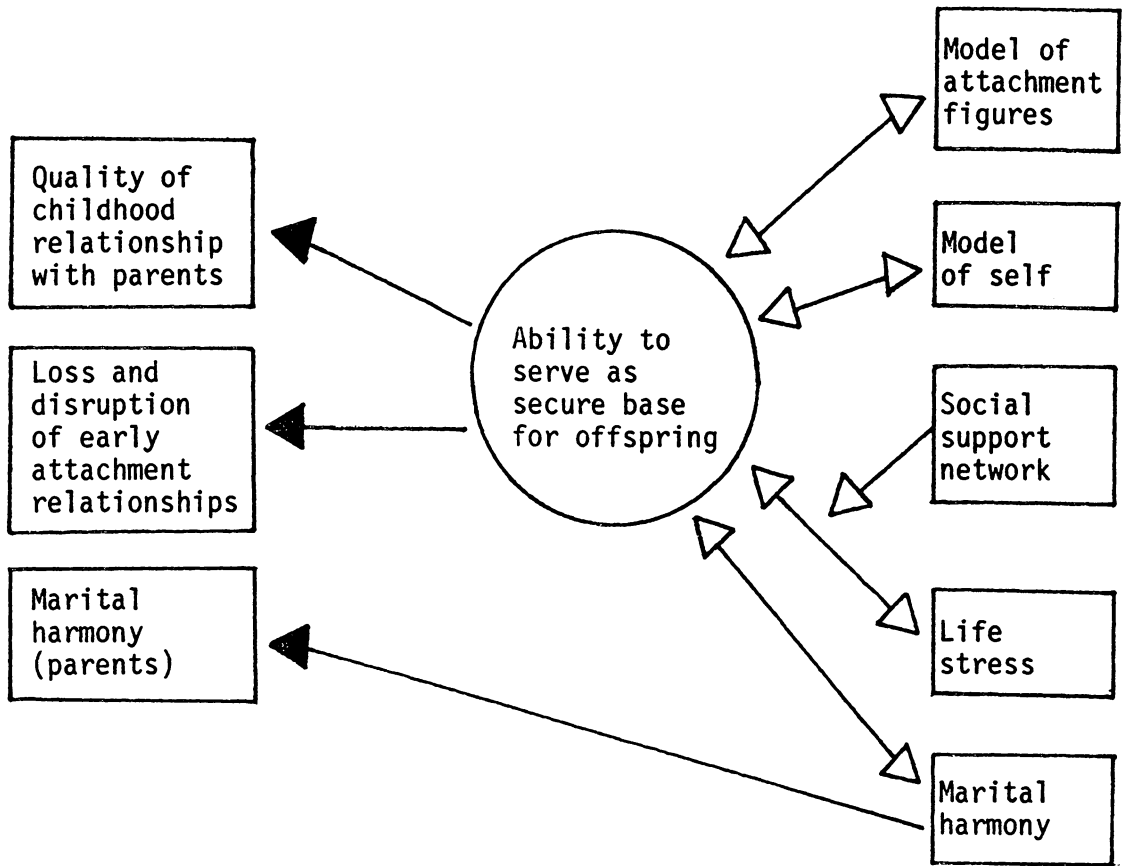 Quality of
childhood
relationship
with parents
Loss and
disruption
of early
attachment
relationships
Marital
harmony
(parents)
Ability to
serve as
secure base
for offspring
Model of
attachment
figures
Model
of self
Social
support
network
Life
stress
Marital
harmony